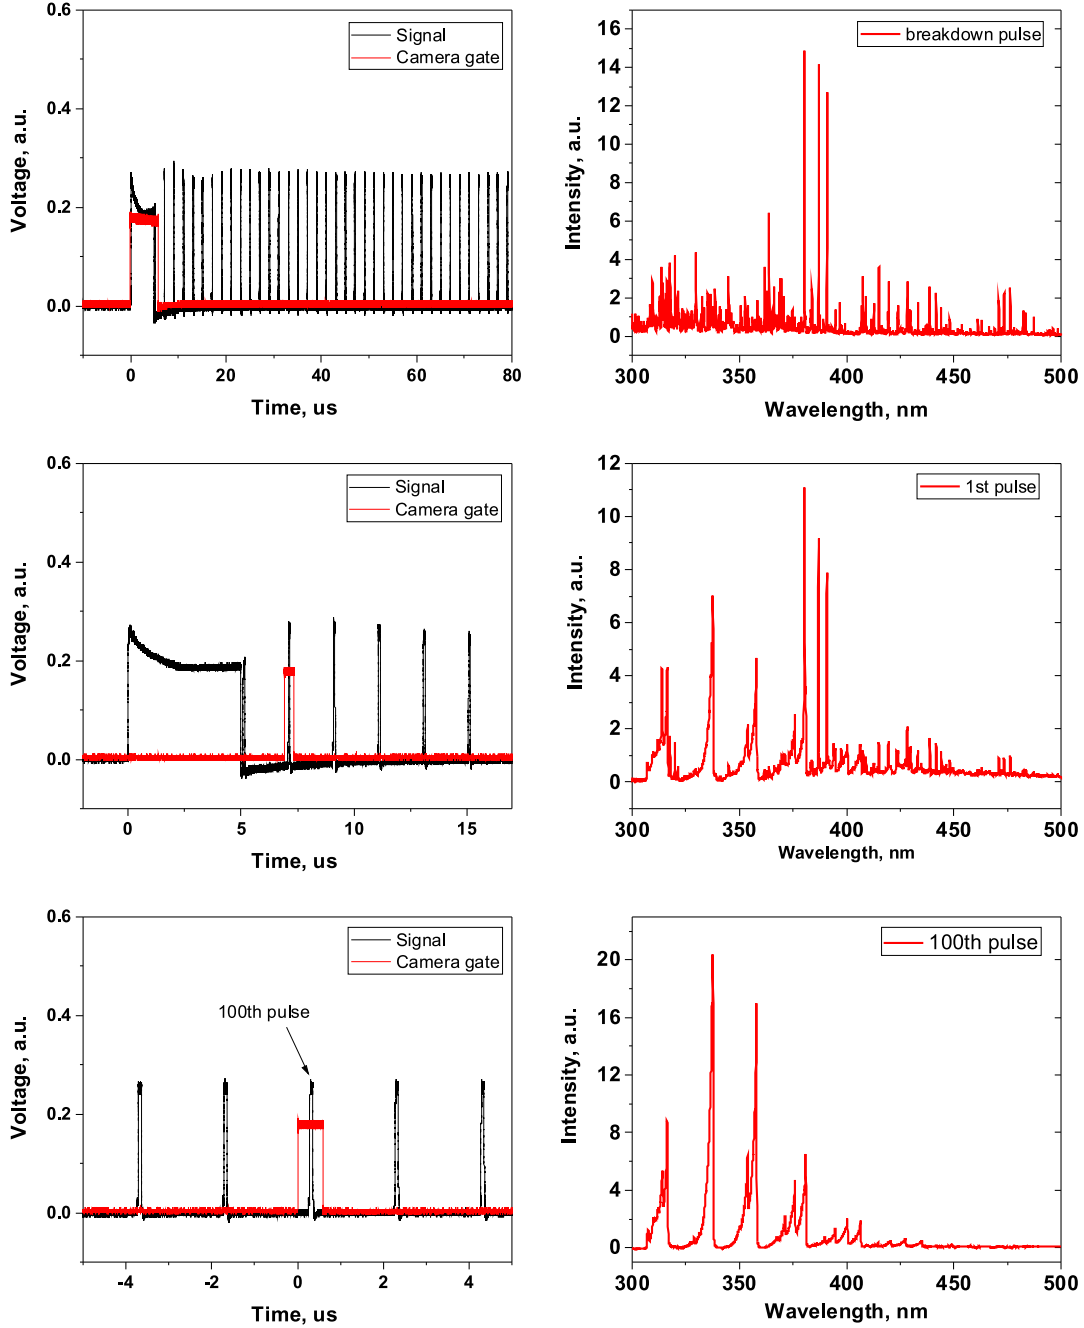 0.6
0.4
0.2
0.0
Voltage, a.u.
Signal
Camera gate
0
20
40
60
80
Time, us
16
14
12
10
8
6
4
2
0
Intensity, a.u.
breakdown pulse
300
350
400
450
500
Wavelength, nm
0.6
0.4
0.2
0.0
Voltage, a.u.
Signal
Camera gate
0
5
10
15
Time, us
12
10
8
6
4
2
0
Intensity, a.u.
1st pulse
300
350
400
450
500
Wavelength, nm
0.6
0.4
0.2
0.0
Voltage, a.u.
Signal
Camera gate
100th pulse
-4
-2
0
2
4
Time, us
20
16
12
8
4
0
Intensity, a.u.
100th pulse
300
350
400
450
500
Wavelength, nm